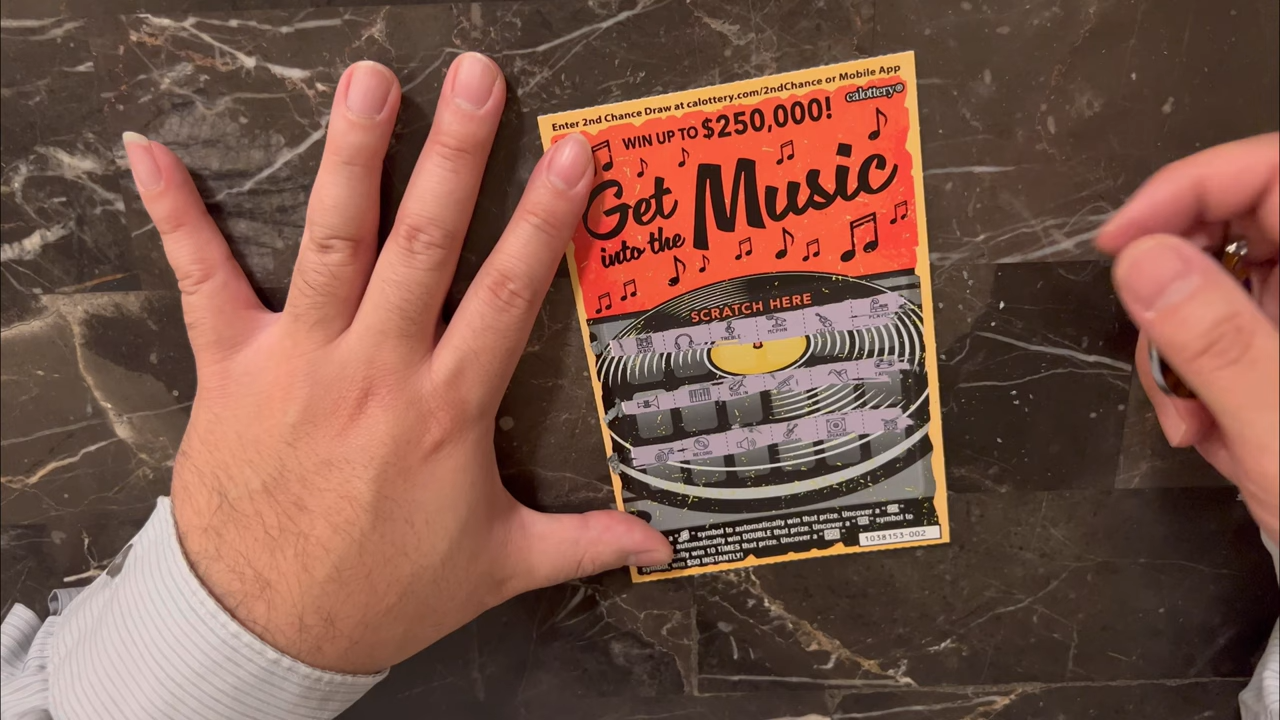 Enter 2nd Chance Draw at calottery.com/2ndChance or Mobile App
WIN UP TO $250,000!
calottery
Get
into the
Music
SCRATCH HERE
TREBLE
MCPHN
VIOLIN
RECORD
SPEAKER
a " " symbol to automatically win that prize. Uncover a " "
automatically win DOUBLE that prize. Uncover a " " symbol to
cally win 10 TIMES that prize. Uncover a " "
symbol, win $50 INSTANTLY!
1038153-002